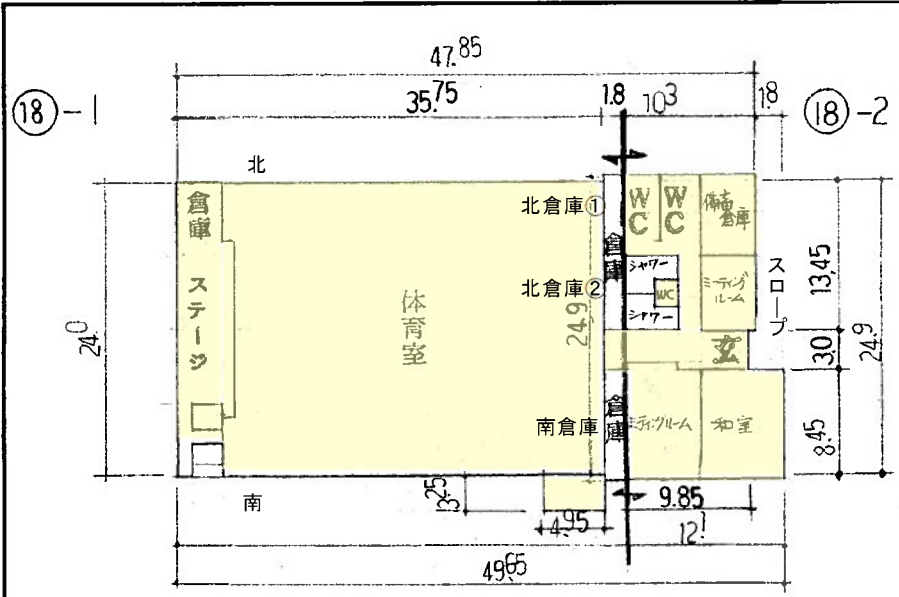 47.85
35.75
1.8
10.3
1.8
18-1
18-2
北
倉庫
ステージ
体育室
24.0
24.9
北倉庫①
北倉庫②
倉庫
南倉庫
倉庫
WC
WC
備蓄倉庫
シャワー
WC
シャワー
ミーティングルーム
スロープ
玄
ミーティングルーム
和室
13,45
3.0
8.45
24.9
南
3.25
4.95
9.85
12.1
49.65